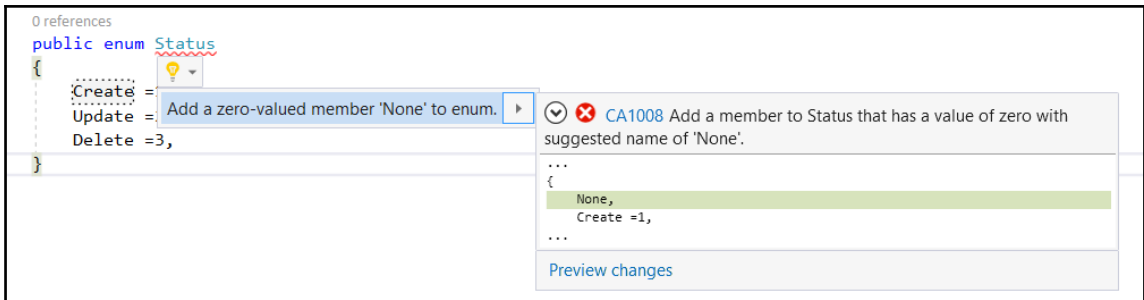 0 references
public enum Status
{
Create =
Add a zero-valued member 'None' to enum.
Update =
Delete =3,
}
CA1008 Add a member to Status that has a value of zero with
suggested name of 'None'.
...
{
None,
Create =1,
...
Preview changes